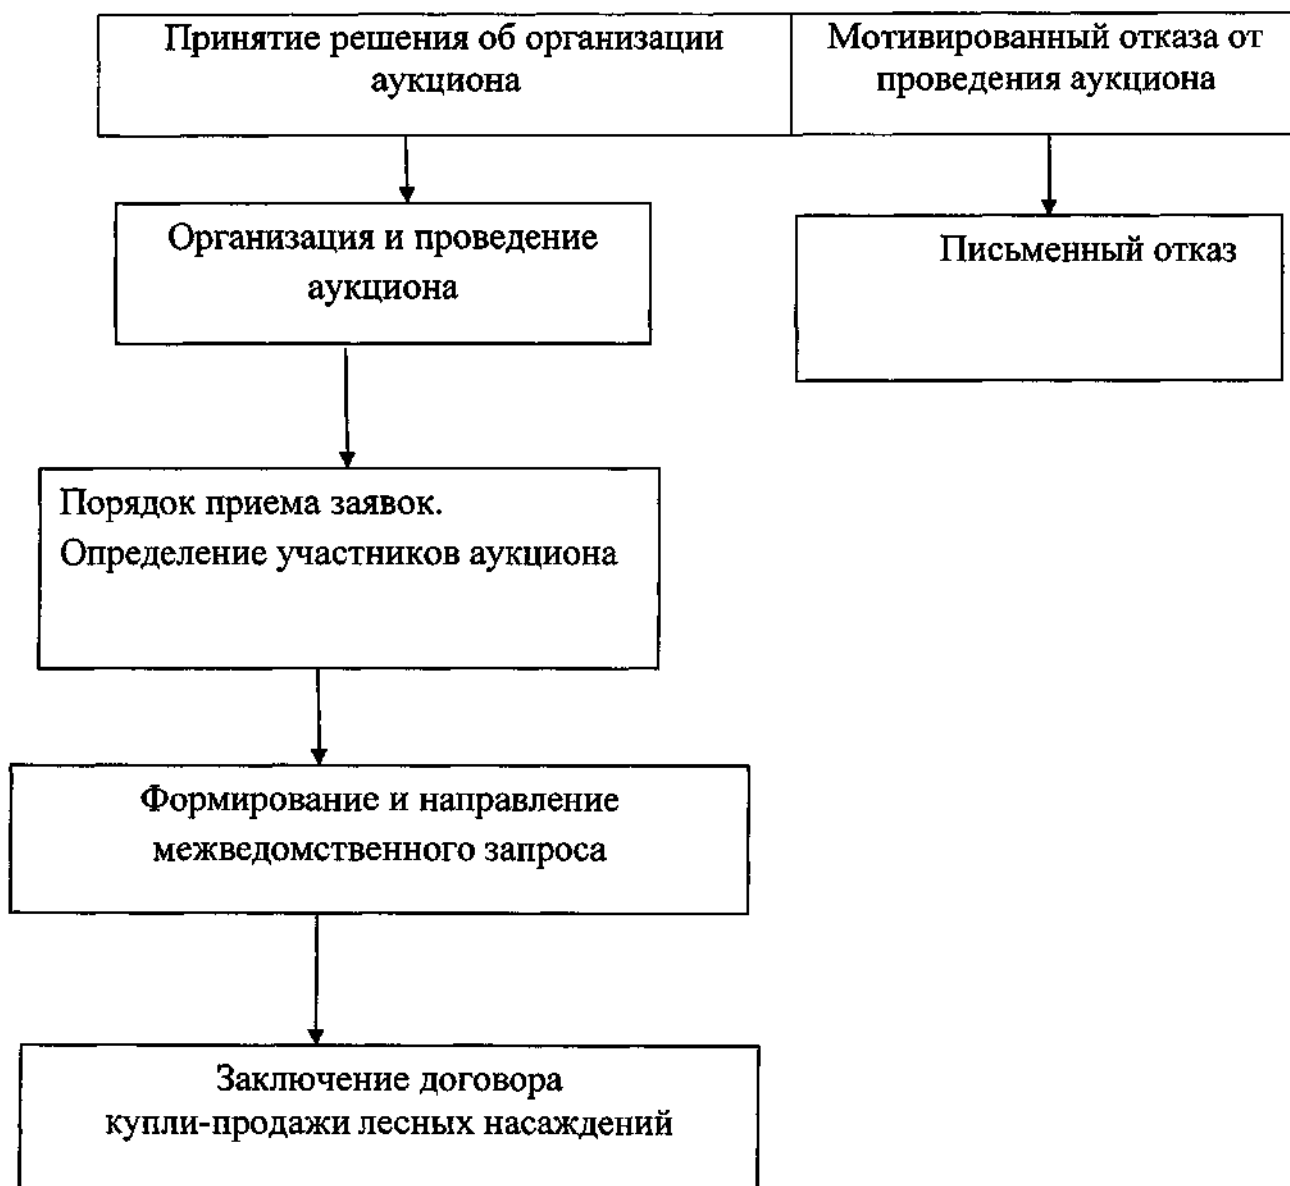 Принятие решения об организации
аукциона
Мотивированный отказа от
проведения аукциона
Организация и проведение
аукциона
Письменный отказ
Порядок приема заявок.
Определение участников аукциона
Формирование и направление
межведомственного запроса
Заключение договора
купли-продажи лесных насаждений